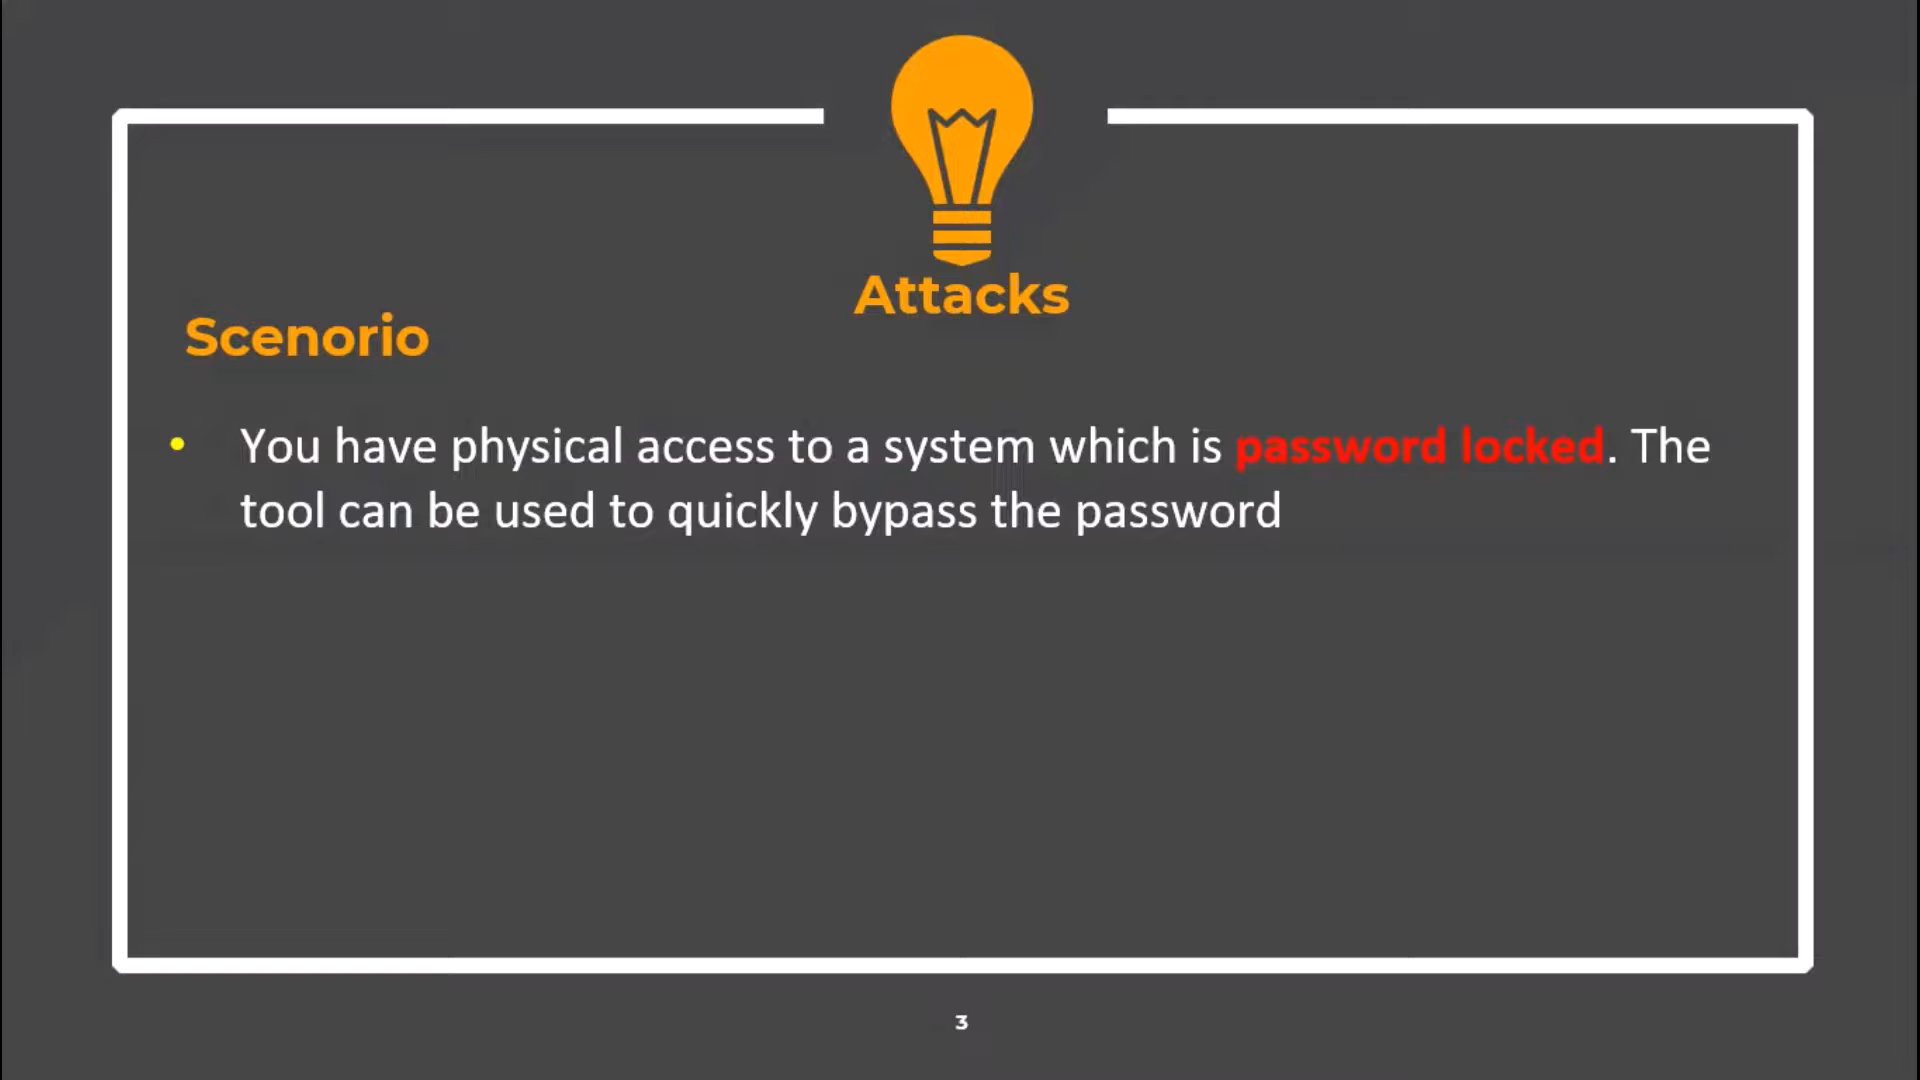 Attacks
Scenorio
• You have physical access to a system which is password locked. The
tool can be used to quickly bypass the password
3